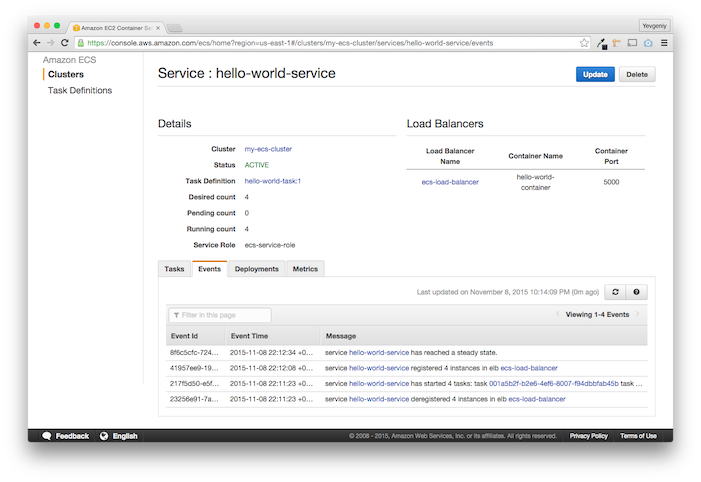 Amazon EC2 Container Se
Yevgeniy
https://console.aws.amazon.com/ecs/home?region=us-east-1#/clusters/my-ecs-cluster/services/hello-world-service/events
Amazon ECS
Clusters
Task Definitions
Service : hello-world-service
Update
Delete
Details
Cluster my-ecs-cluster
Status ACTIVE
Task Definition hello-world-task:1
Desired count 4
Pending count 0
Running count 4
Service Role ecs-service-role
Load Balancers
Load Balancer Name Container Name Container Port
ecs-load-balancer hello-world-container 5000
Tasks Events Deployments Metrics
Last updated on November 8, 2015 10:14:09 PM (0m ago)
Filter in this page
Viewing 1-4 Events
Event Id Event Time Message
8f6c5cfc-724... 2015-11-08 22:12:34 +0... service hello-world-service has reached a steady state.
41957ee9-19... 2015-11-08 22:12:08 +0... service hello-world-service registered 4 instances in elb ecs-load-balancer
217f5d50-e5f... 2015-11-08 22:11:23 +0... service hello-world-service has started 4 tasks: task 001a5b2f-b2e6-4ef6-8007-f94dbbfab45b task ...
23256e91-7a... 2015-11-08 22:11:23 +0... service hello-world-service deregistered 4 instances in elb ecs-load-balancer
Feedback English
© 2008 - 2015, Amazon Web Services, Inc. or its affiliates. All rights reserved. Privacy Policy Terms of Use